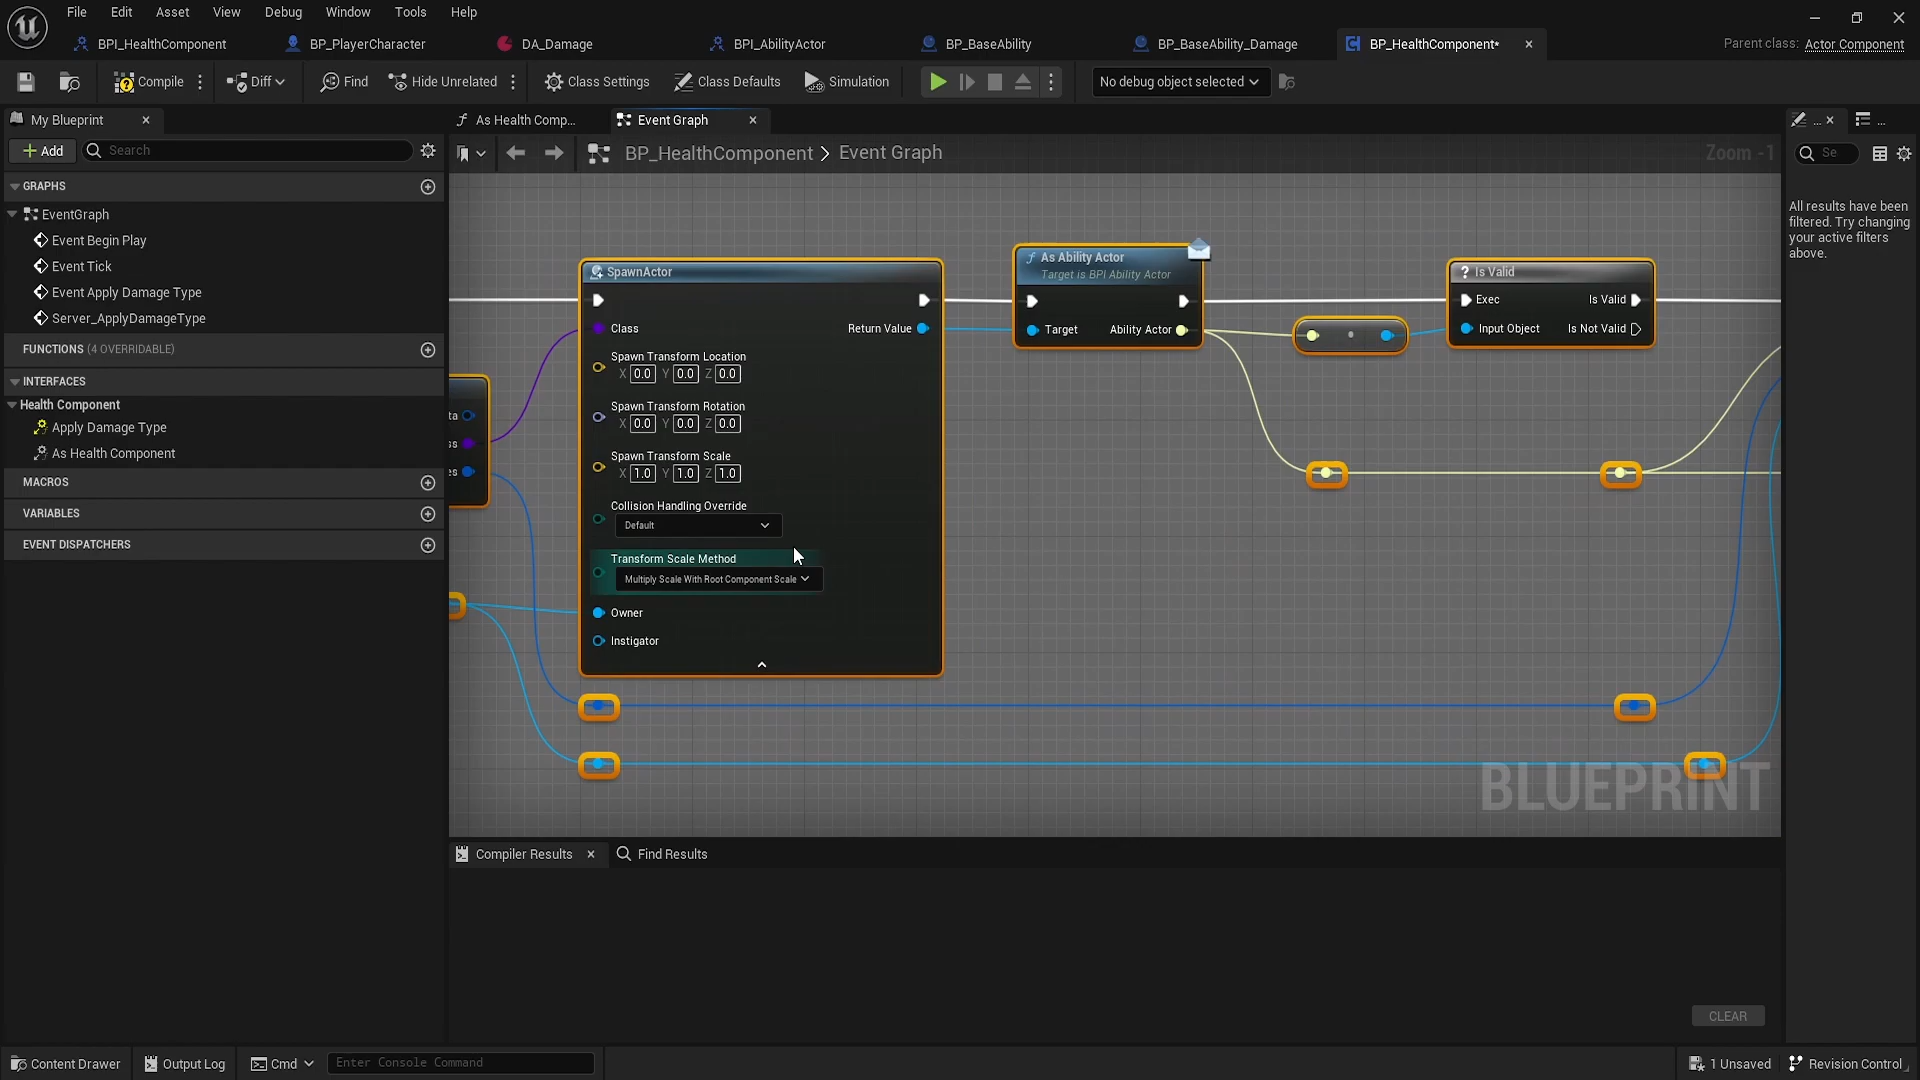 File Edit Asset View Debug Window Tools Help
BPI_HealthComponent BP_PlayerCharacter DA_Damage BPI_AbilityActor BP_BaseAbility BP_BaseAbility_Damage BP_HealthComponent* Parent class: Actor Component
Compile Diff Find Hide Unrelated Class Settings Class Defaults Simulation No debug object selected
My Blueprint
Add Search
GRAPHS
EventGraph
Event Begin Play
Event Tick
Event Apply Damage Type
Server_ApplyDamageType
FUNCTIONS (4 OVERRIDABLE)
INTERFACES
Health Component
Apply Damage Type
As Health Component
MACROS
VARIABLES
EVENT DISPATCHERS
As Health Comp... Event Graph
BP_HealthComponent > Event Graph Zoom -1
ta
ss
es
SpawnActor
Class Return Value
Spawn Transform Location
X 0.0 Y 0.0 Z 0.0
Spawn Transform Rotation
X 0.0 Y 0.0 Z 0.0
Spawn Transform Scale
X 1.0 Y 1.0 Z 1.0
Collision Handling Override
Default
Transform Scale Method
Multiply Scale With Root Component Scale
Owner
Instigator
As Ability Actor
Target is BPI Ability Actor
Target Ability Actor
Is Valid
Exec Is Valid
Input Object Is Not Valid
BLUEPRINT
...
...
Se
All results have been
filtered. Try changing
your active filters
above.
Compiler Results Find Results
CLEAR
Content Drawer Output Log Cmd Enter Console Command 1 Unsaved Revision Control